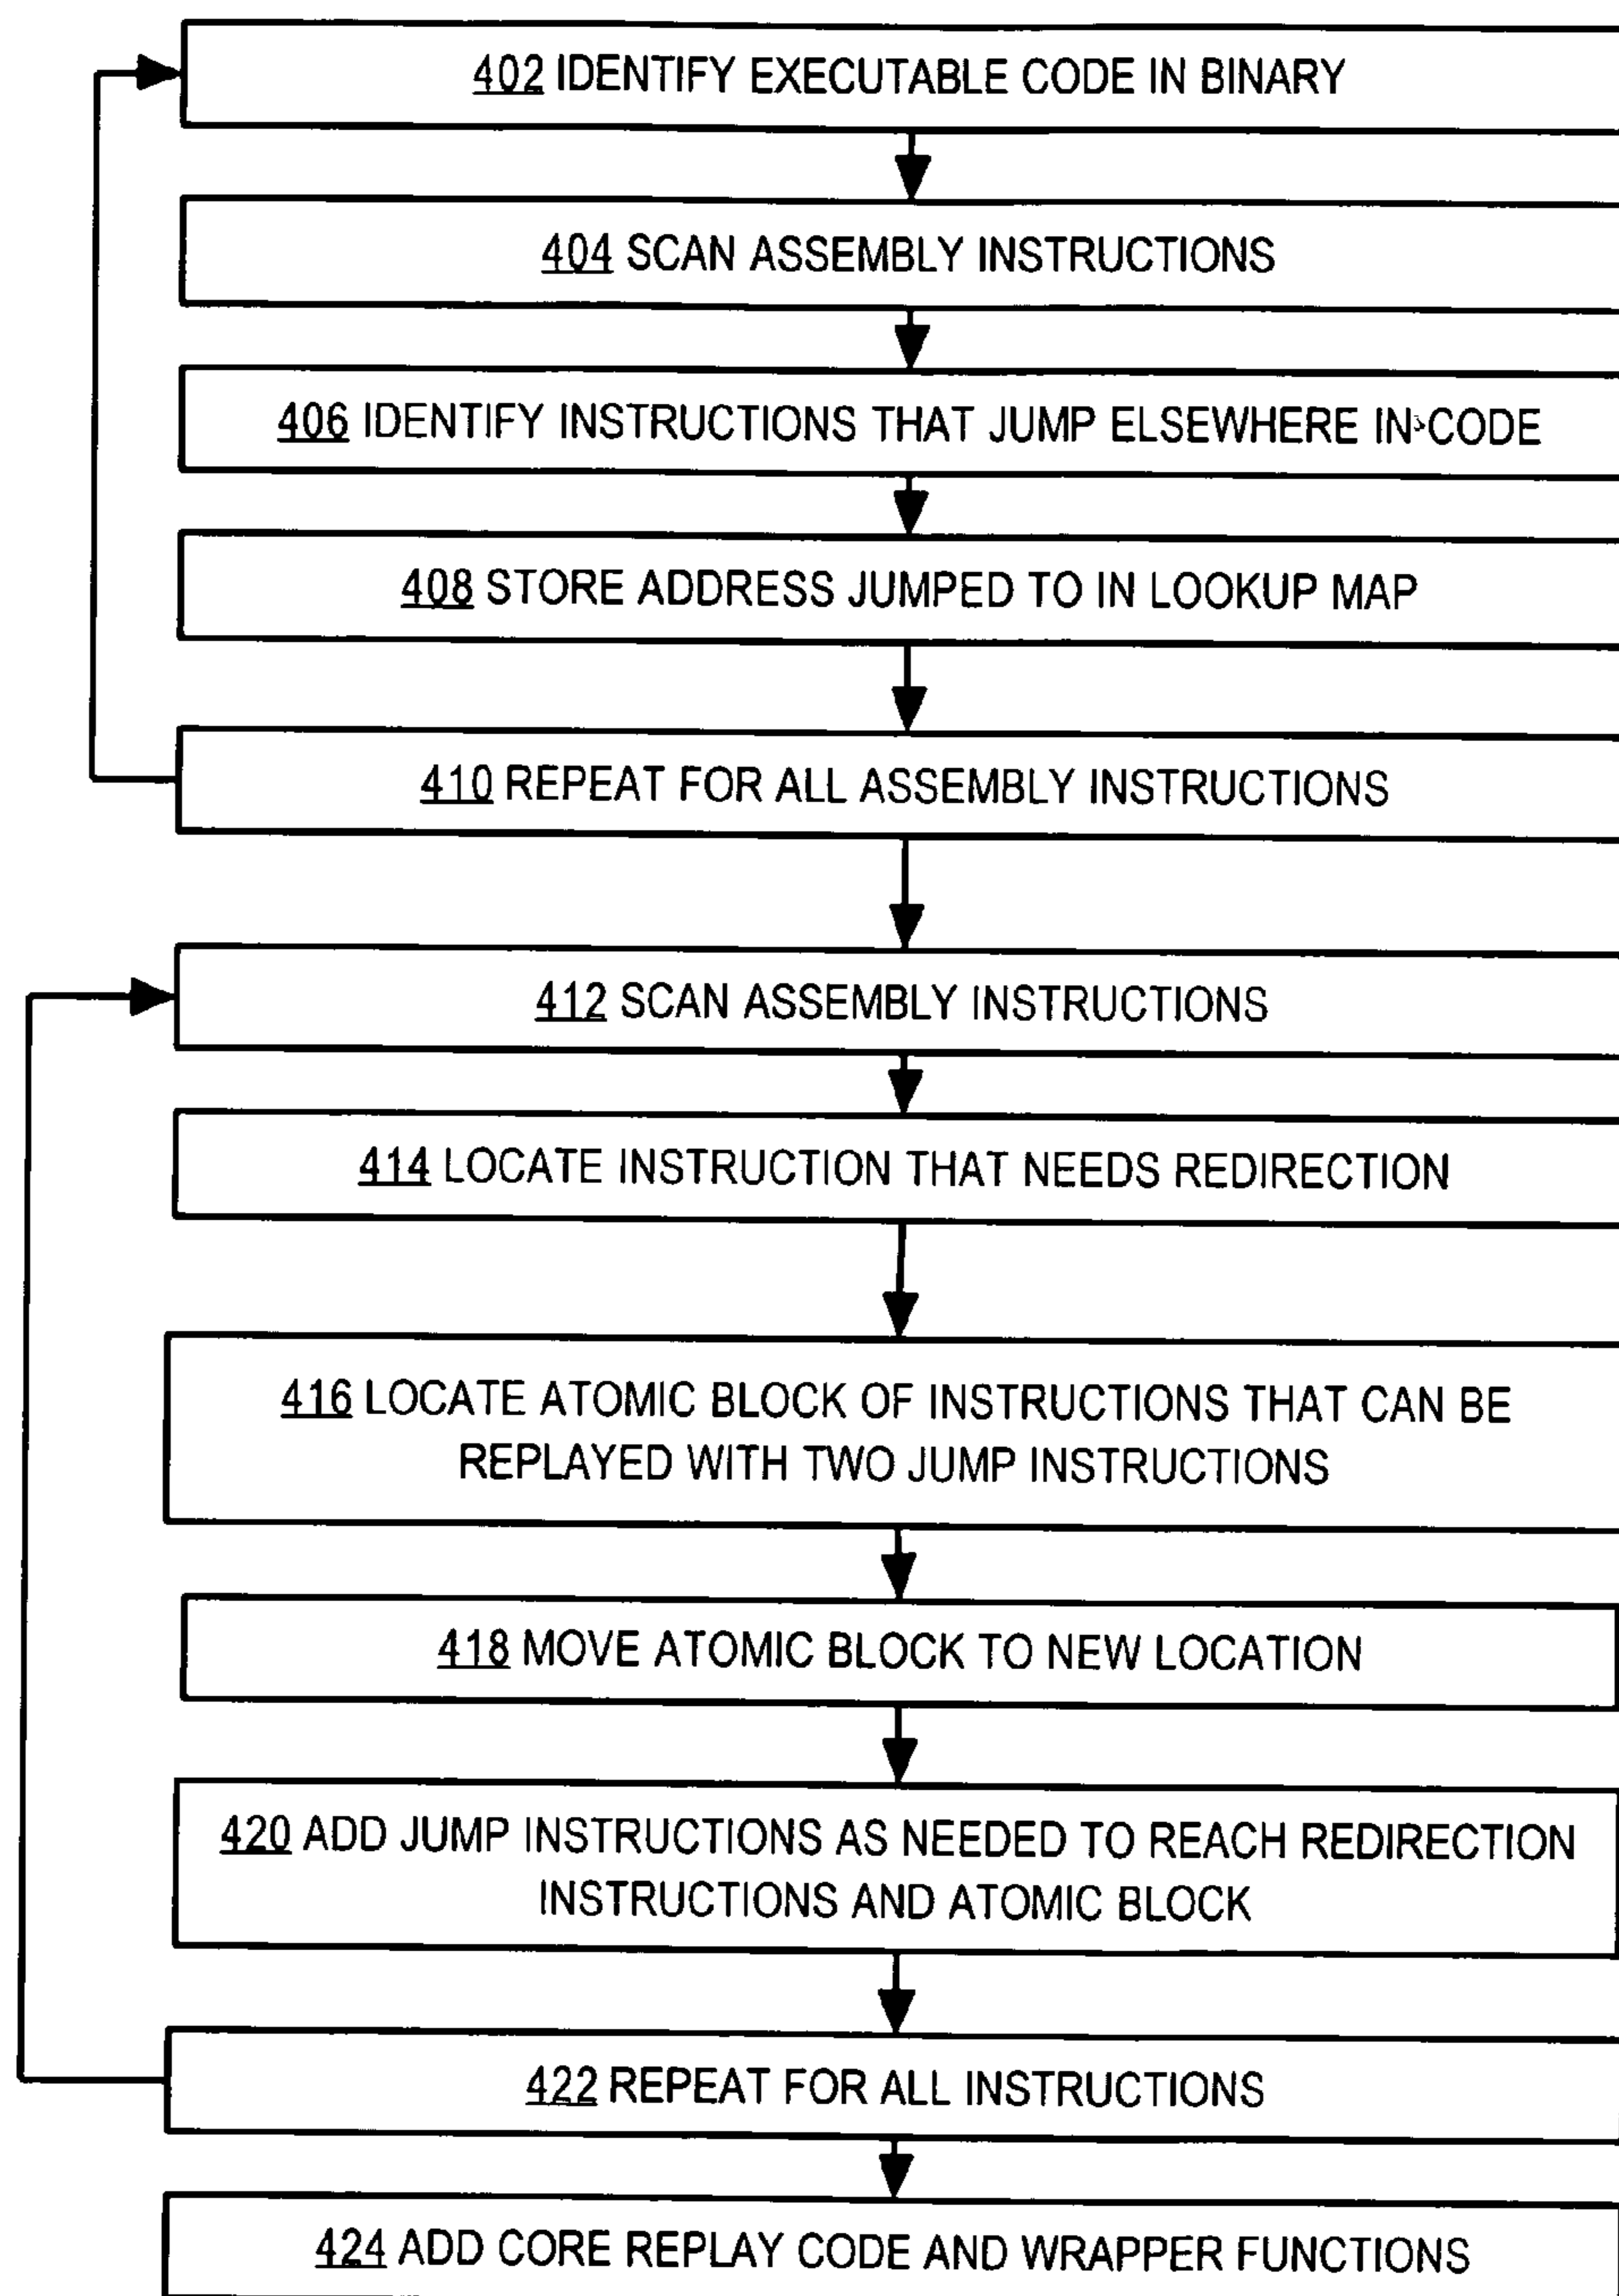 402 IDENTIFY EXECUTABLE CODE IN BINARY
404 SCAN ASSEMBLY INSTRUCTIONS
406 IDENTIFY INSTRUCTIONS THAT JUMP ELSEWHERE IN CODE
408 STORE ADDRESS JUMPED TO IN LOOKUP MAP
410 REPEAT FOR ALL ASSEMBLY INSTRUCTIONS
412 SCAN ASSEMBLY INSTRUCTIONS
414 LOCATE INSTRUCTION THAT NEEDS REDIRECTION
416 LOCATE ATOMIC BLOCK OF INSTRUCTIONS THAT CAN BE
REPLAYED WITH TWO JUMP INSTRUCTIONS
418 MOVE ATOMIC BLOCK TO NEW LOCATION
420 ADD JUMP INSTRUCTIONS AS NEEDED TO REACH REDIRECTION
INSTRUCTIONS AND ATOMIC BLOCK
422 REPEAT FOR ALL INSTRUCTIONS
424 ADD CORE REPLAY CODE AND WRAPPER FUNCTIONS